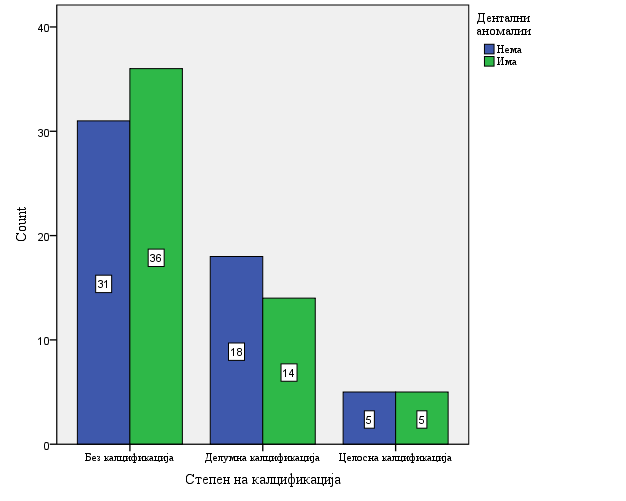 Дентални
аномалии
Нема
Има
40
30
20
10
0
Count
31
36
18
14
5
5
Без калцификација
Делумна калцификација
Целосна калцификација
Степен на калцификација